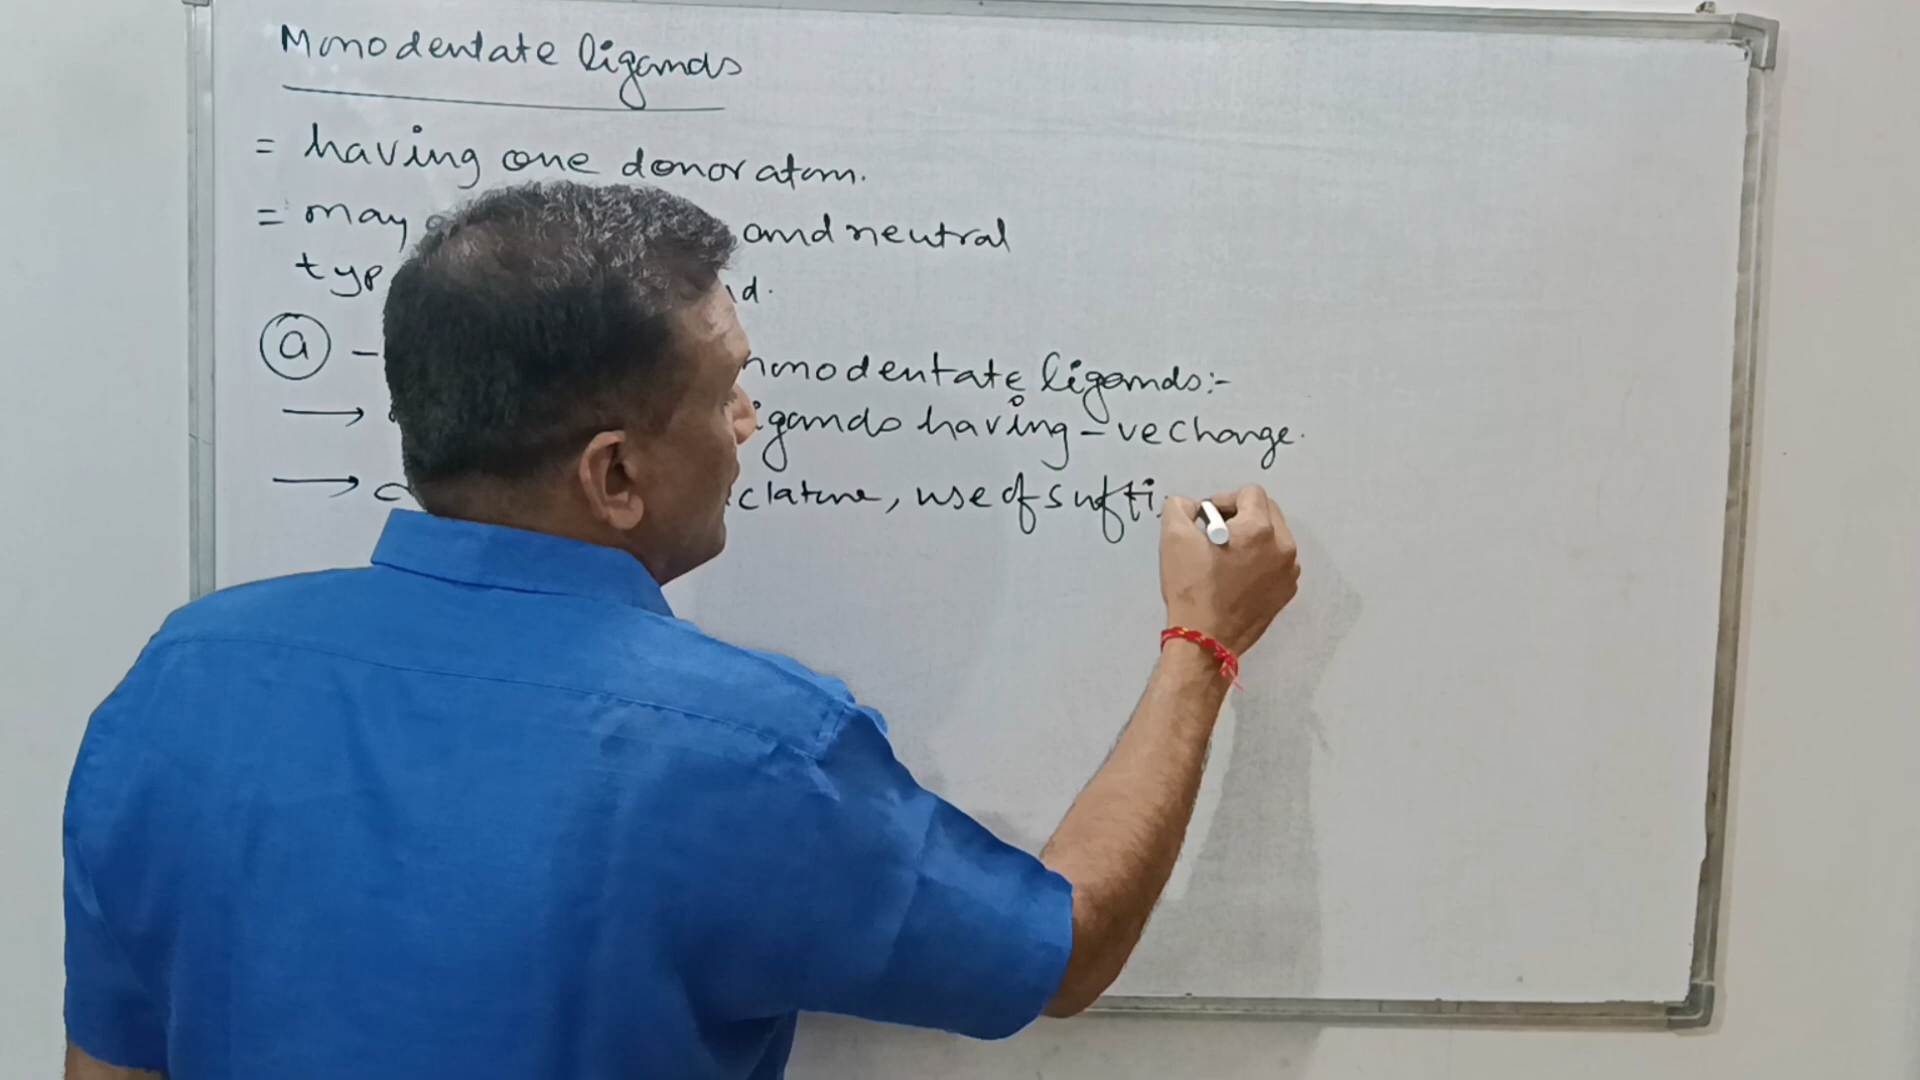 Monodentate ligands
= having one donor atom.
= may and neutral
typ d.
a - monodentate ligands:-
→ ligands having -ve charge.
→ clature, use of suffi